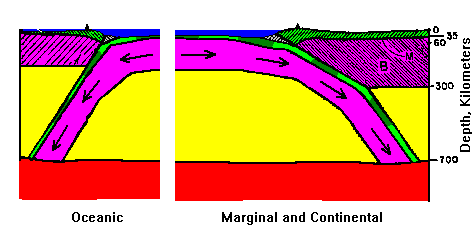 0
35
60
M
B
300
700
Depth, Kilometers
Oceanic
Marginal and Continental